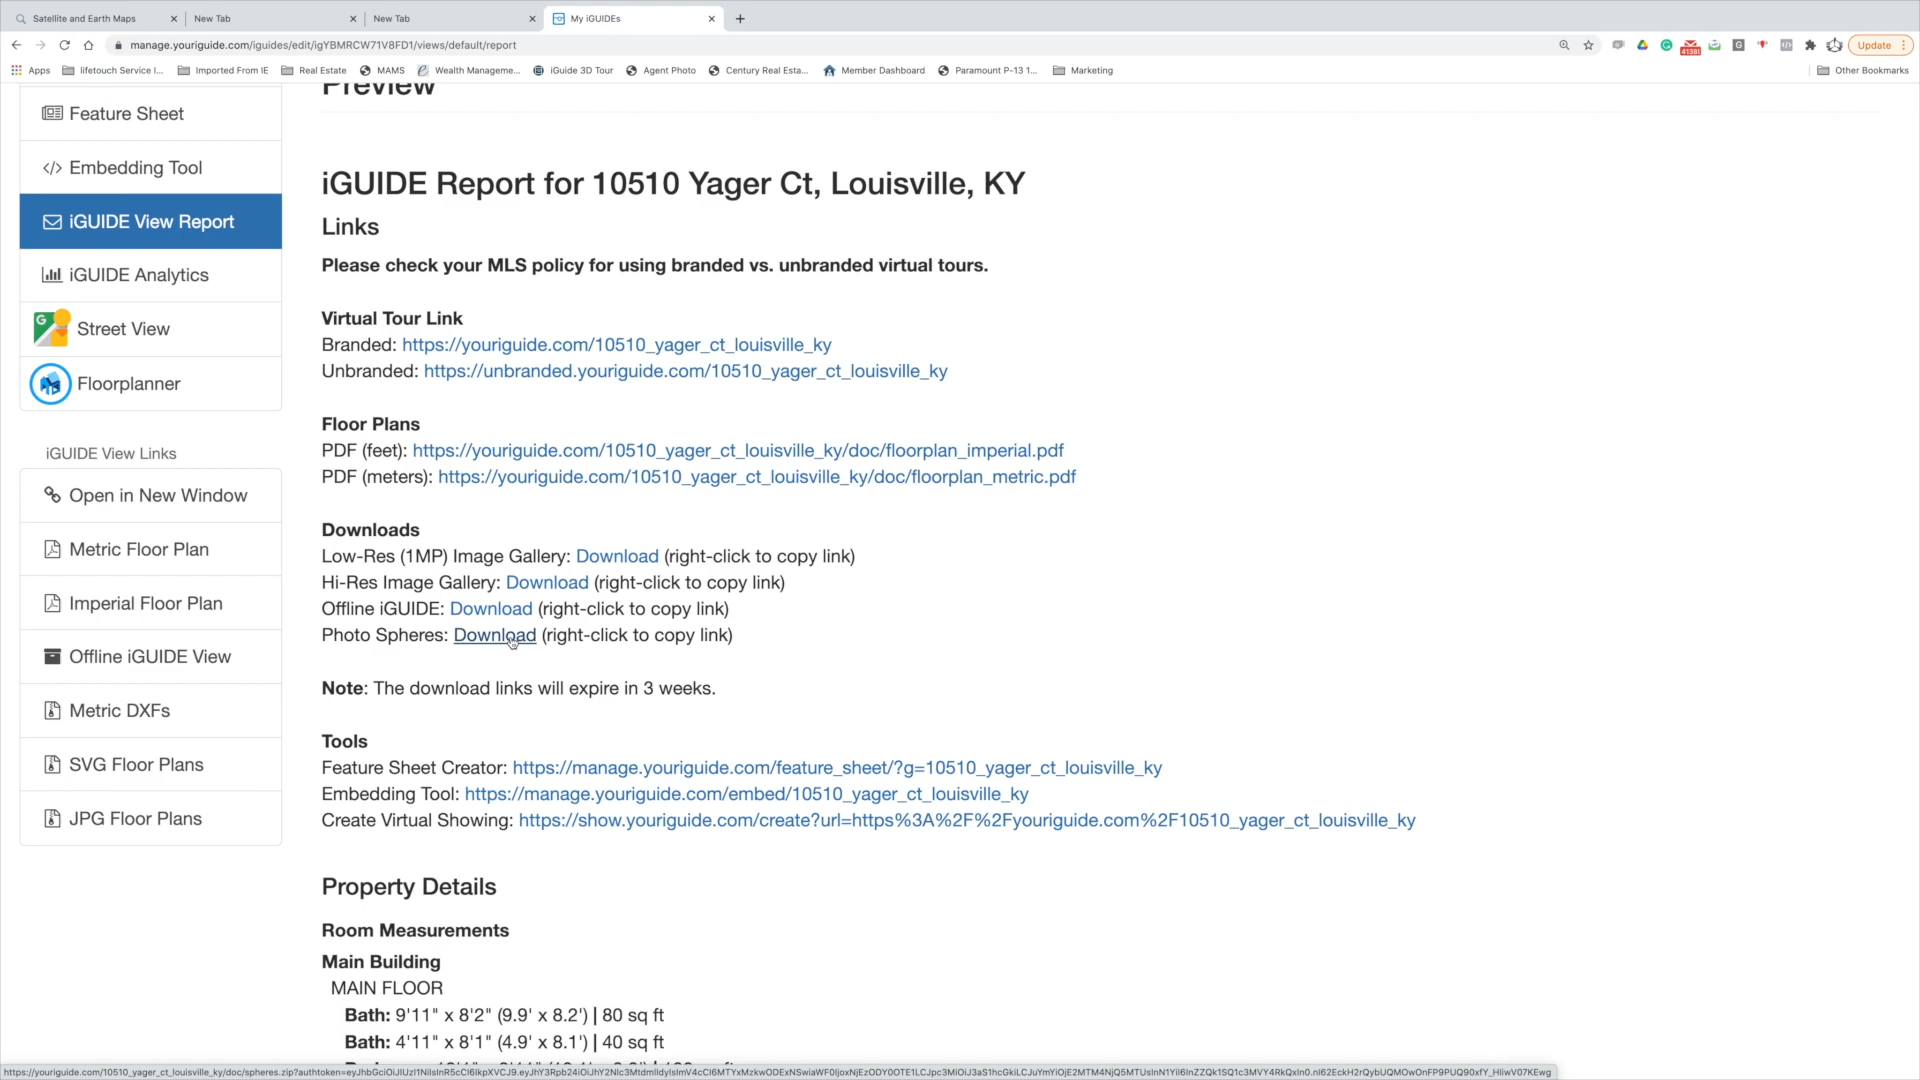 Satellite and Earth Maps
New Tab
New Tab
My iGUIDEs
manage.youriguide.com/iguides/edit/igYBMRCW71V8FD1/views/default/report
Update
Apps
lifetouch Service I...
Imported From IE
Real Estate
MAMS
Wealth Manageme...
iGuide 3D Tour
Agent Photo
Century Real Esta...
Member Dashboard
Paramount P-13 1...
Marketing
Other Bookmarks
Feature Sheet
Embedding Tool
iGUIDE View Report
iGUIDE Analytics
Street View
Floorplanner
iGUIDE View Links
Open in New Window
Metric Floor Plan
Imperial Floor Plan
Offline iGUIDE View
Metric DXFs
SVG Floor Plans
JPG Floor Plans
Preview
iGUIDE Report for 10510 Yager Ct, Louisville, KY
Links
Please check your MLS policy for using branded vs. unbranded virtual tours.
Virtual Tour Link
Branded: https://youriguide.com/10510_yager_ct_louisville_ky
Unbranded: https://unbranded.youriguide.com/10510_yager_ct_louisville_ky
Floor Plans
PDF (feet): https://youriguide.com/10510_yager_ct_louisville_ky/doc/floorplan_imperial.pdf
PDF (meters): https://youriguide.com/10510_yager_ct_louisville_ky/doc/floorplan_metric.pdf
Downloads
Low-Res (1MP) Image Gallery: Download (right-click to copy link)
Hi-Res Image Gallery: Download (right-click to copy link)
Offline iGUIDE: Download (right-click to copy link)
Photo Spheres: Download (right-click to copy link)
Note: The download links will expire in 3 weeks.
Tools
Feature Sheet Creator: https://manage.youriguide.com/feature_sheet/?g=10510_yager_ct_louisville_ky
Embedding Tool: https://manage.youriguide.com/embed/10510_yager_ct_louisville_ky
Create Virtual Showing: https://show.youriguide.com/create?url=https%3A%2F%2Fyouriguide.com%2F10510_yager_ct_louisville_ky
Property Details
Room Measurements
Main Building
MAIN FLOOR
Bath: 9'11" x 8'2" (9.9' x 8.2') | 80 sq ft
Bath: 4'11" x 8'1" (4.9' x 8.1') | 40 sq ft